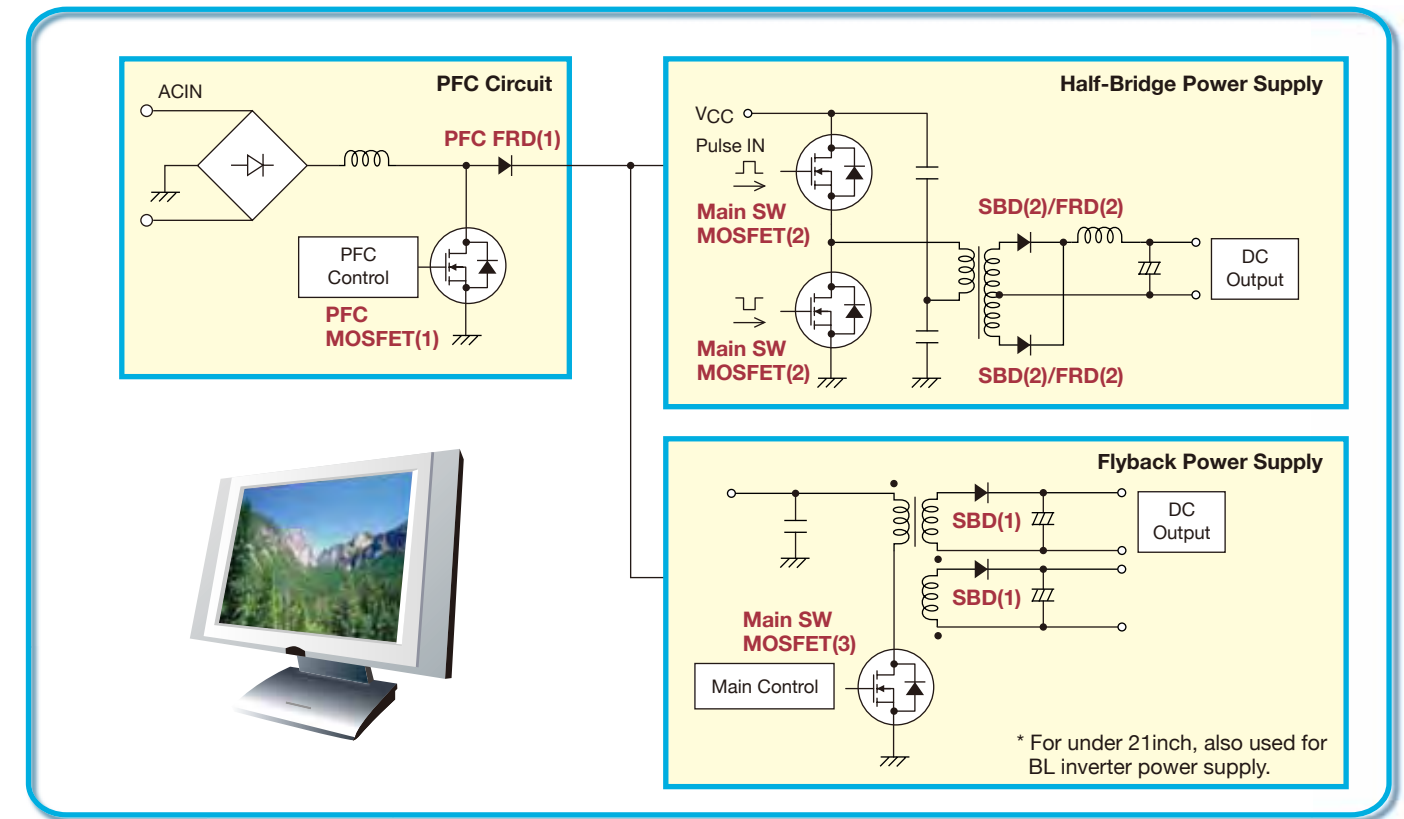 PFC Circuit
ACIN
PFC FRD(1)
PFC
Control
PFC
MOSFET(1)
Half-Bridge Power Supply
VCC
Pulse IN
Main SW
MOSFET(2)
SBD(2)/FRD(2)
DC
Output
Main SW
MOSFET(2)
SBD(2)/FRD(2)
Flyback Power Supply
SBD(1)
DC
Output
SBD(1)
Main SW
MOSFET(3)
Main Control
* For under 21inch, also used for
BL inverter power supply.